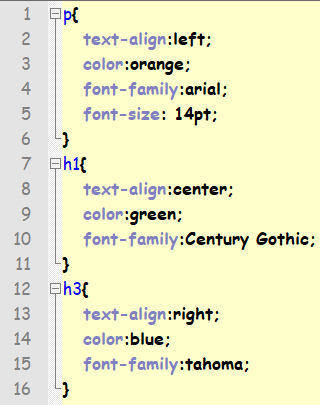 1 p{
2 text-align:left;
3 color:orange;
4 font-family:arial;
5 font-size: 14pt;
6 }
7 h1{
8 text-align:center;
9 color:green;
10 font-family:Century Gothic;
11 }
12 h3{
13 text-align:right;
14 color:blue;
15 font-family:tahoma;
16 }